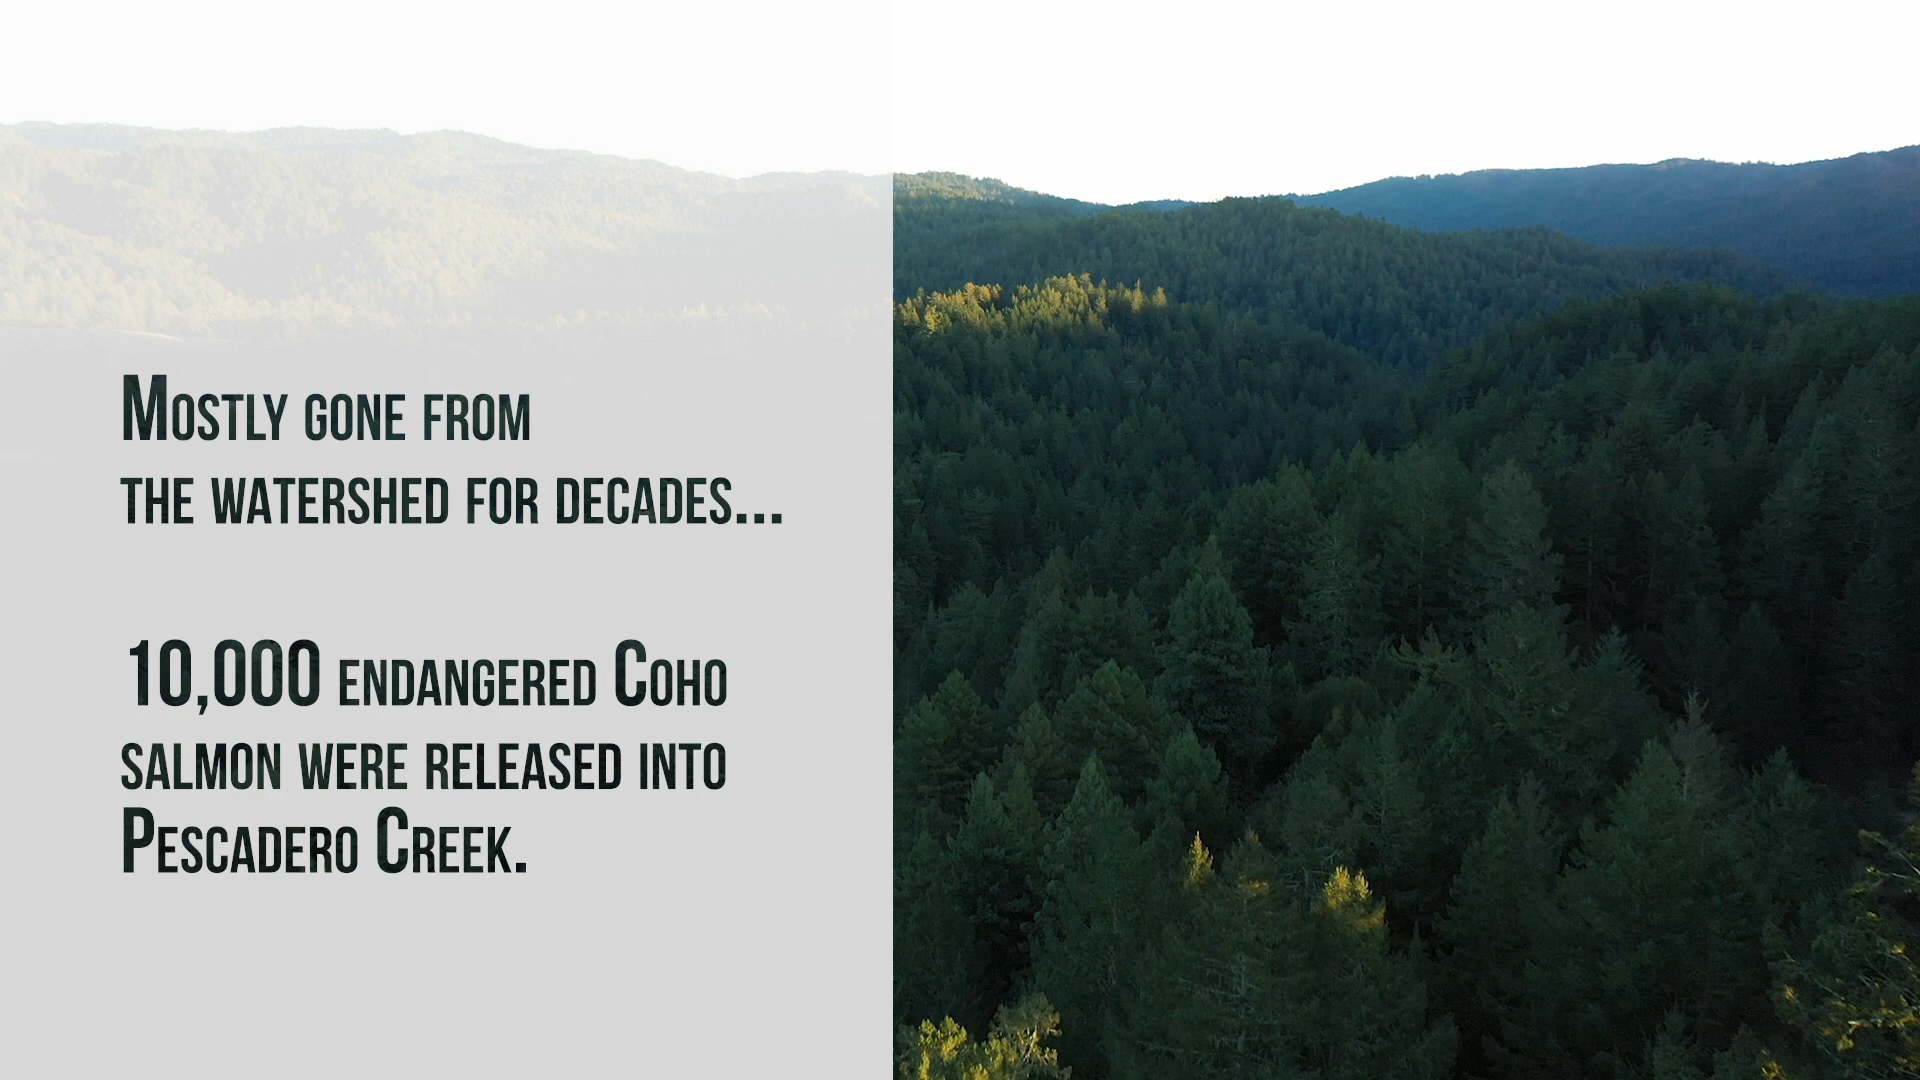 Mostly gone from
the watershed for decades...
10,000 endangered Coho
salmon were released into
Pescadero Creek.